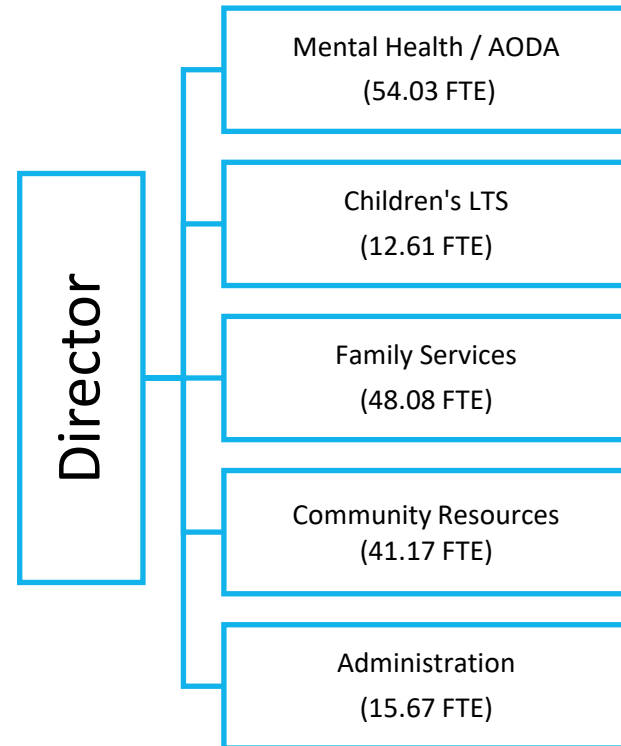 Director
Mental Health / AODA
(54.03 FTE)
Children's LTS
(12.61 FTE)
Family Services
(48.08 FTE)
Community Resources
(41.17 FTE)
Administration
(15.67 FTE)